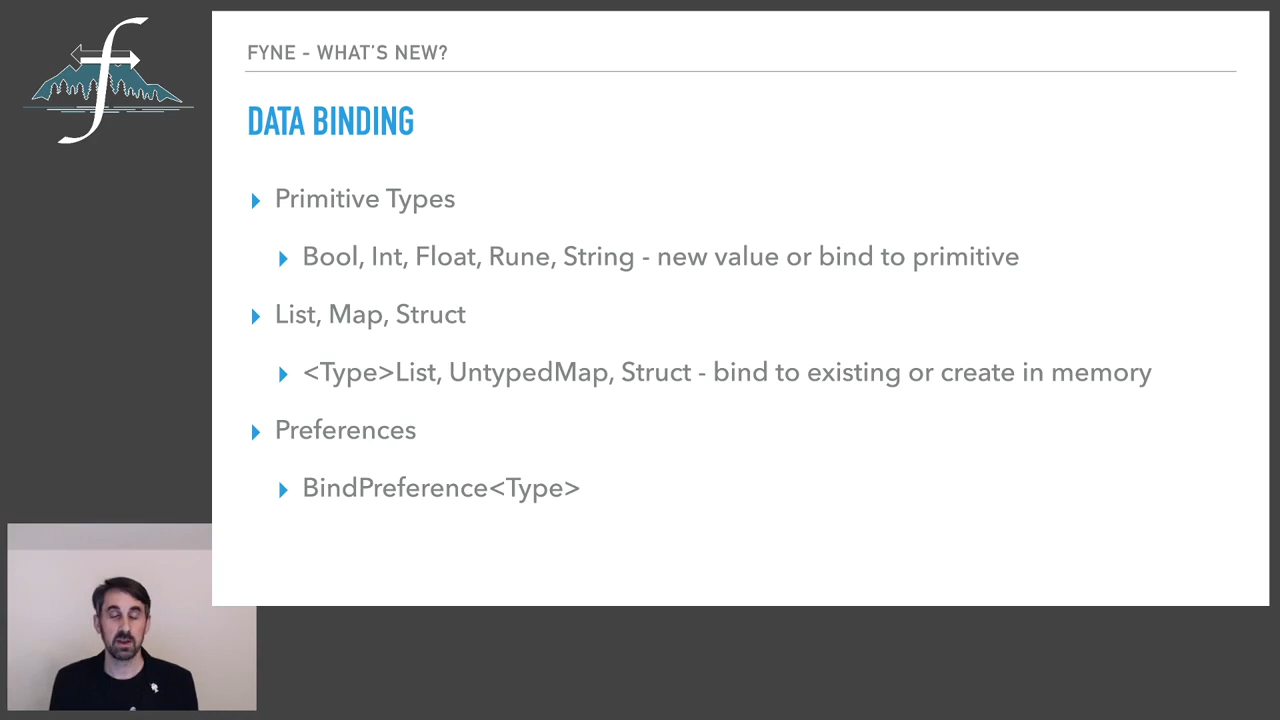 f
FYNE - WHAT'S NEW?
DATA BINDING
Primitive Types
Bool, Int, Float, Rune, String - new value or bind to primitive
List, Map, Struct
<Type>List, UntypedMap, Struct - bind to existing or create in memory
Preferences
BindPreference<Type>